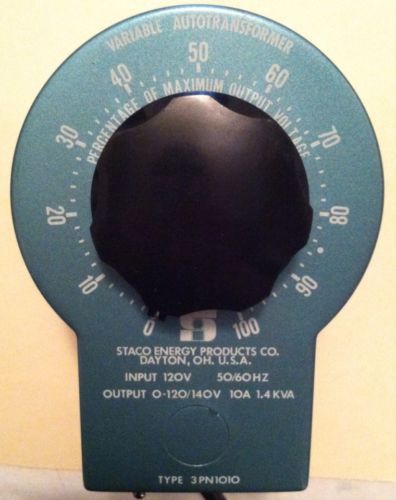 VARIABLE AUTOTRANSFORMER
PERCENTAGE OF MAXIMUM OUTPUT VOLTAGE
0
10
20
30
40
50
60
70
80
90
100
STACO ENERGY PRODUCTS CO.
DAYTON, OH. U.S.A.
INPUT 120V 50/60HZ
OUTPUT 0-120/140V 10A 1.4KVA
TYPE 3PN1010